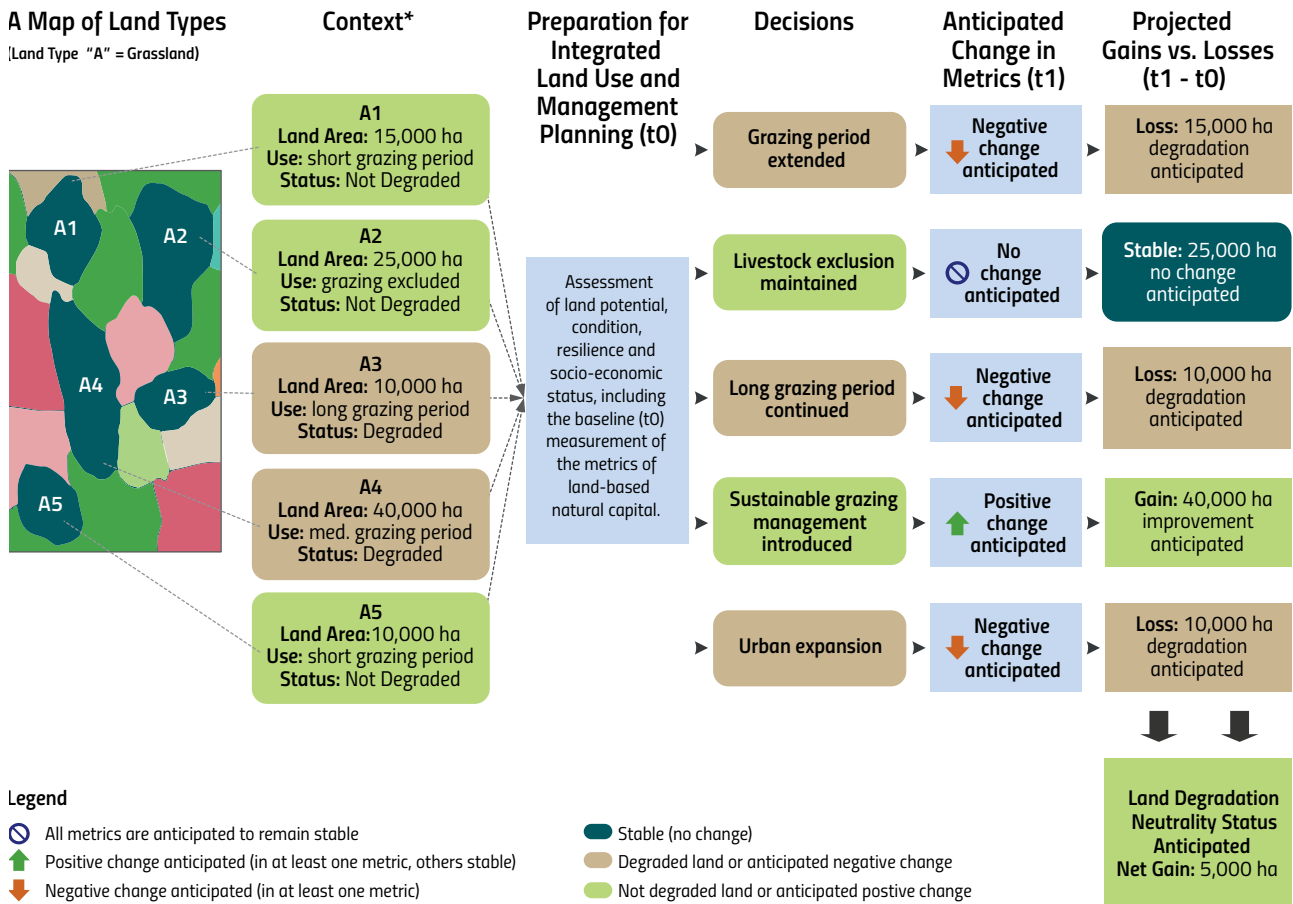 A Map of Land Types
(Land Type "A" = Grassland)
Context*
Preparation for
Integrated
Land Use and
Management
Planning (t0)
Decisions
Anticipated
Change in
Metrics (t1)
Projected
Gains vs. Losses
(t1 - t0)
A1
A2
A3
A4
A5
A1
Land Area: 15,000 ha
Use: short grazing period
Status: Not Degraded
A2
Land Area: 25,000 ha
Use: grazing excluded
Status: Not Degraded
A3
Land Area: 10,000 ha
Use: long grazing period
Status: Degraded
A4
Land Area: 40,000 ha
Use: med. grazing period
Status: Degraded
A5
Land Area:10,000 ha
Use: short grazing period
Status: Not Degraded
Assessment
of land potential,
condition,
resilience and
socio-economic
status, including
the baseline (t0)
measurement of
the metrics of
land-based
natural capital.
Grazing period
extended
Negative
change
anticipated
Loss: 15,000 ha
degradation
anticipated
Livestock exclusion
maintained
No
change
anticipated
Stable: 25,000 ha
no change
anticipated
Long grazing period
continued
Negative
change
anticipated
Loss: 10,000 ha
degradation
anticipated
Sustainable grazing
management
introduced
Positive
change
anticipated
Gain: 40,000 ha
improvement
anticipated
Urban expansion
Negative
change
anticipated
Loss: 10,000 ha
degradation
anticipated
Land Degradation
Neutrality Status
Anticipated
Net Gain: 5,000 ha
Legend
All metrics are anticipated to remain stable
Positive change anticipated (in at least one metric, others stable)
Negative change anticipated (in at least one metric)
Stable (no change)
Degraded land or anticipated negative change
Not degraded land or anticipated postive change